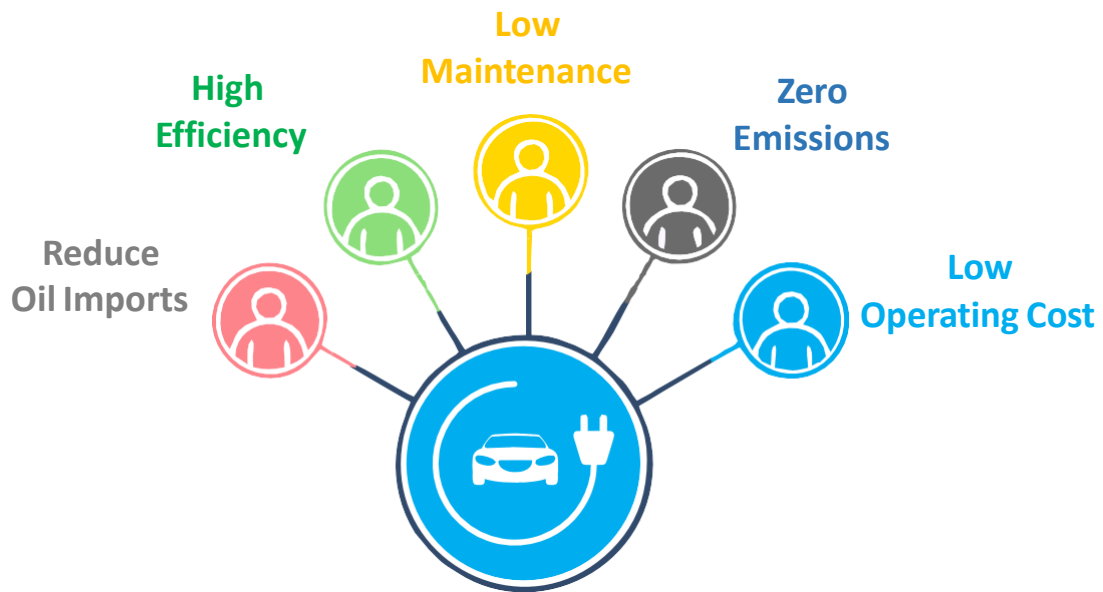 Low
Maintenance
High
Efficiency
Zero
Emissions
Reduce
Oil Imports
Low
Operating Cost